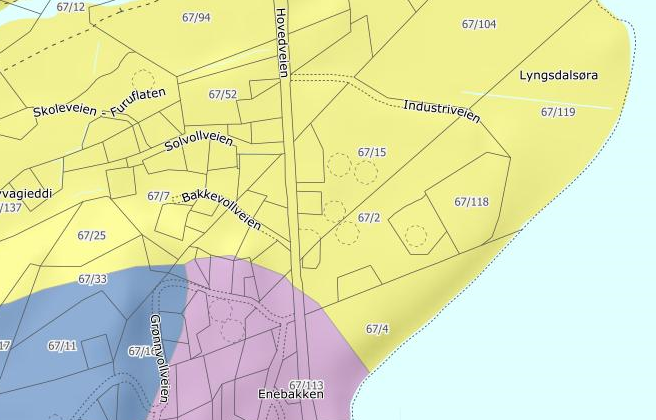 67/12
67/94
67/104
Hovedveien
Lyngsdalsøra
67/52
Skoleveien - Furuflaten
Industriveien
67/119
Solvollveien
67/15
vagieddi
67/7
Bakkevollveien
67/118
/137
67/2
67/25
67/33
Grønnvollveien
67/4
17
67/11
67/16
67/113
Enebakken